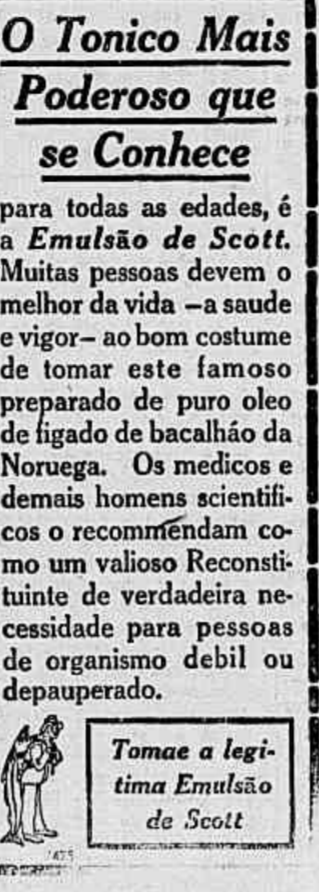 O Tonico Mais
Poderoso que
se Conhece
para todas as edades, é
a Emulsão de Scott.
Muitas pessoas devem o
melhor da vida —a saude
e vigor— ao bom costume
de tomar este famoso
preparado de puro oleo
de figado de bacalháo da
Noruega. Os medicos e
demais homens scientifi-
cos o recommendam co-
mo um valioso Reconsti-
tuinte de verdadeira ne-
cessidade para pessoas
de organismo debil ou
depauperado.
Tomae a legi-
tima Emulsão
de Scott